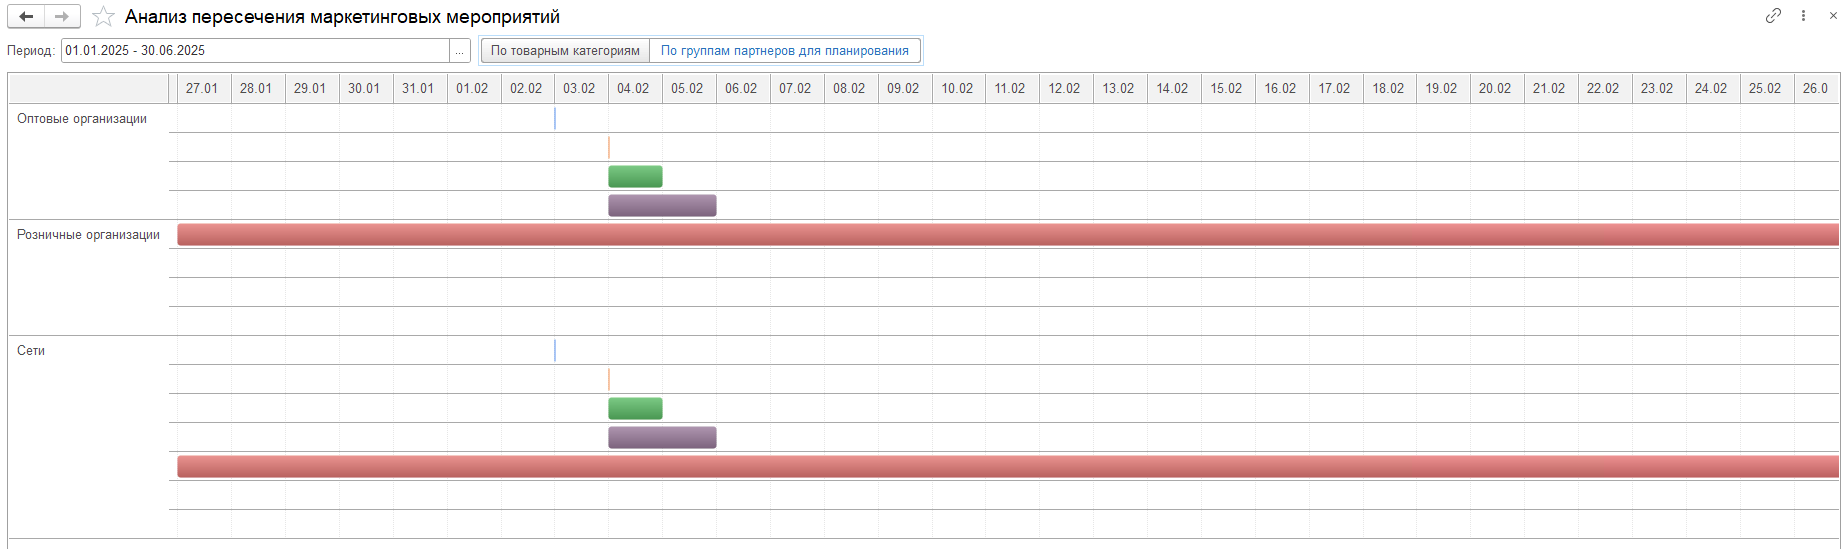 Анализ пересечения маркетинговых мероприятий
Период: 01.01.2025 - 30.06.2025 ... По товарным категориям По группам партнеров для планирования
27.01 28.01 29.01 30.01 31.01 01.02 02.02 03.02 04.02 05.02 06.02 07.02 08.02 09.02 10.02 11.02 12.02 13.02 14.02 15.02 16.02 17.02 18.02 19.02 20.02 21.02 22.02 23.02 24.02 25.02 26.0
Оптовые организации
Розничные организации
Сети